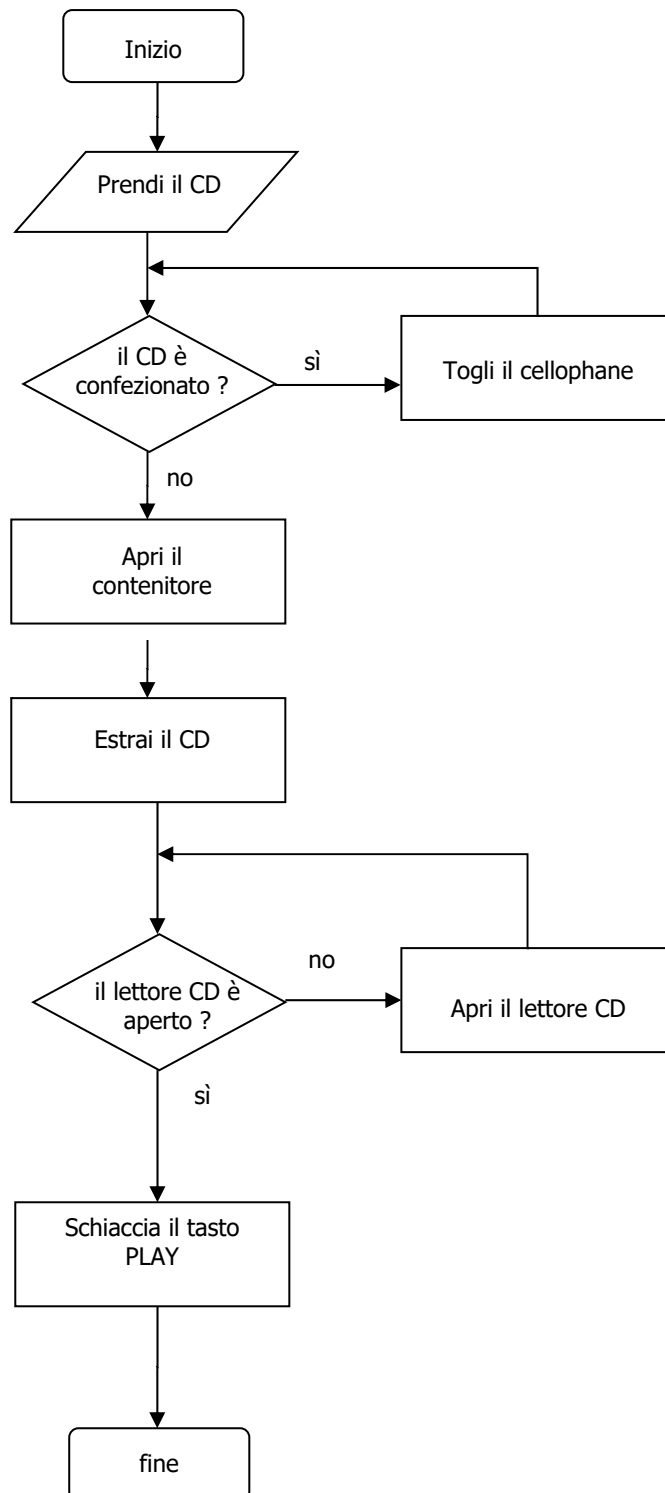 Inizio
Prendi il CD
il CD è
confezionato ?
sì
Togli il cellophane
no
Apri il
contenitore
Estrai il CD
il lettore CD è
aperto ?
no
Apri il lettore CD
sì
Schiaccia il tasto
PLAY
fine